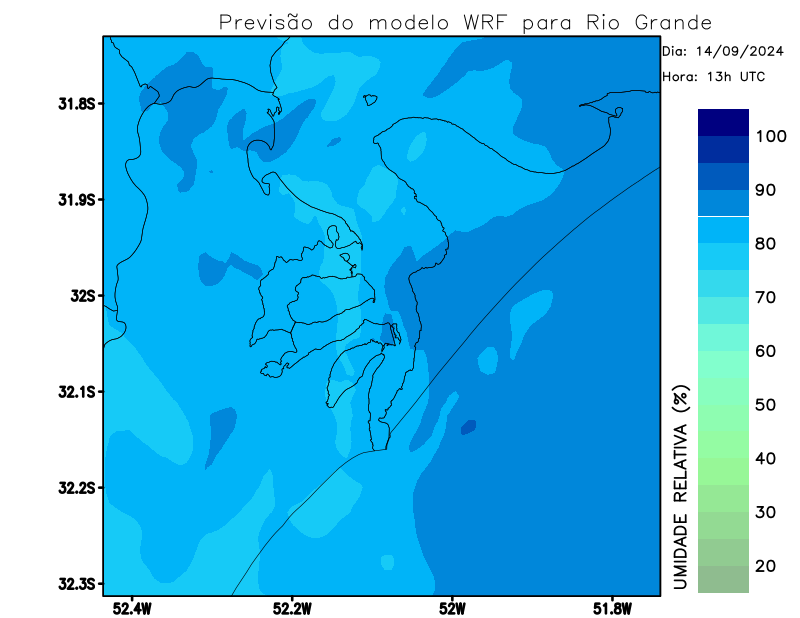 Previsão do modelo WRF para Rio Grande
Dia: 14/09/2024
Hora: 13h UTC
31.8S
31.9S
32S
32.1S
32.2S
32.3S
52.4W
52.2W
52W
51.8W
100
90
80
70
60
50
40
30
20
UMIDADE RELATIVA (%)